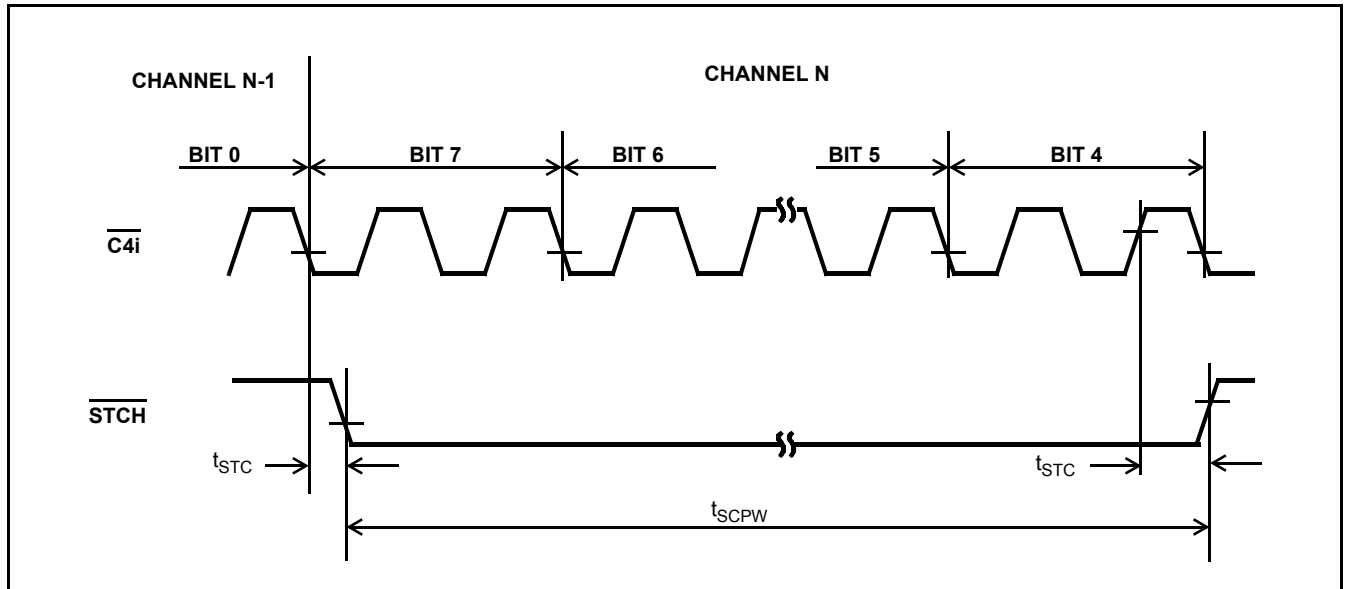 CHANNEL N-1
CHANNEL N
BIT 0
BIT 7
BIT 6
BIT 5
BIT 4
C4i
STCH
tSTC
tSTC
tSCPW